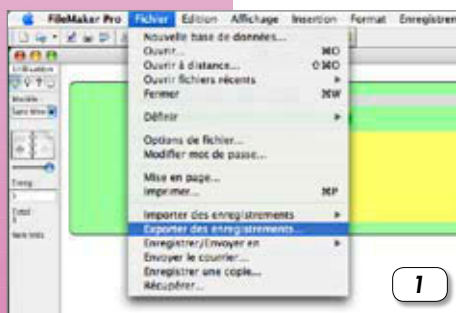 FileMaker Pro Fichier Edition Affichage Insertion Format Enregistrem
Nouvelle base de données...
Ouvrir... ⌘O
Ouvrir à distance... ⇧⌘O
Ouvrir fichiers récents
Fermer ⌘W
Définir
Options de fichier...
Modifier mot de passe...
Mise en page...
Imprimer... ⌘P
Importer des enregistrements
Exporter des enregistrements...
Enregistrer/Envoyer en
Envoyer le courrier...
Enregistrer une copie...
Récupérer...
Utilisation
Modèle
Enreg.
Total
1